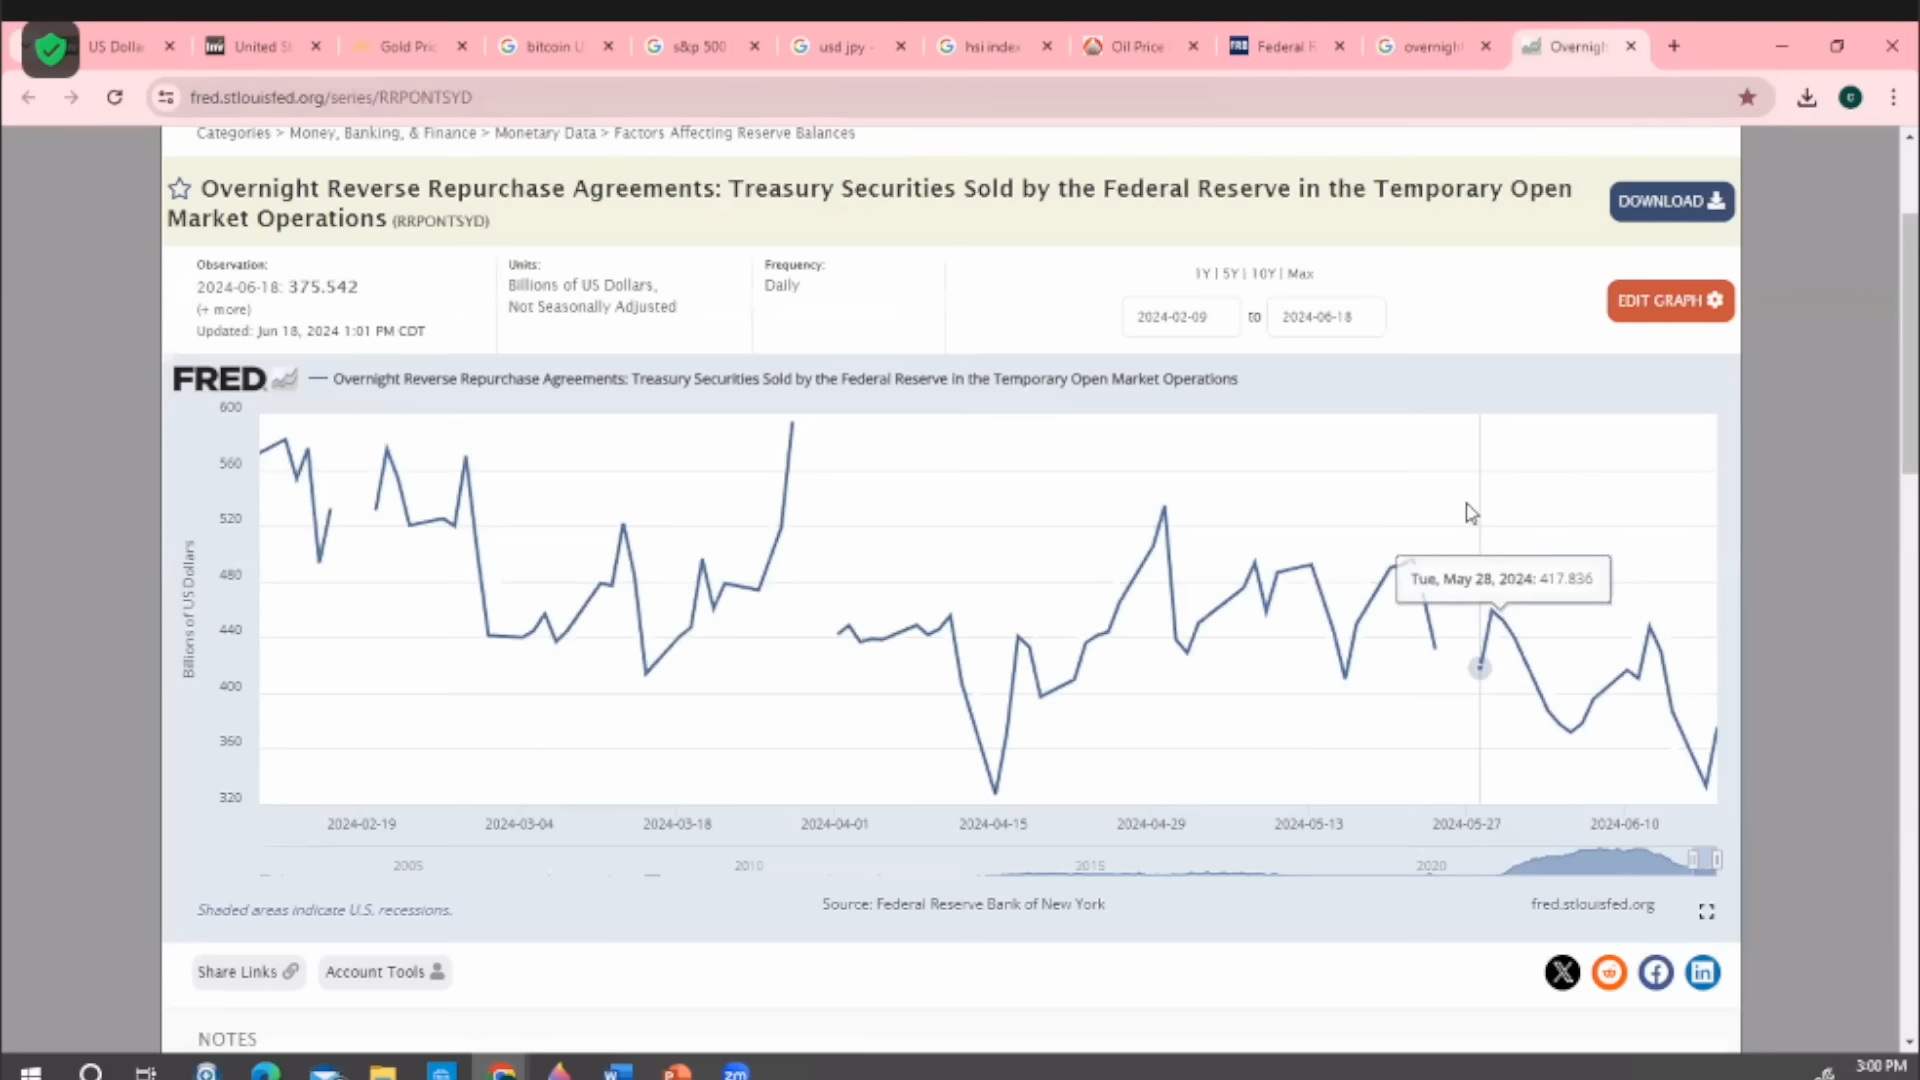 US Dolla
United S
Gold Pric
bitcoin U
s&p 500
usd jpy -
hsi index
Oil Price
FRB Federal R
overnight
Overnigh
fred.stlouisfed.org/series/RRPONTSYD
Categories > Money, Banking, & Finance > Monetary Data > Factors Affecting Reserve Balances
Overnight Reverse Repurchase Agreements: Treasury Securities Sold by the Federal Reserve in the Temporary Open
Market Operations (RRPONTSYD)
DOWNLOAD
Observation:
2024-06-18: 375.542
(+ more)
Updated: Jun 18, 2024 1:01 PM CDT
Units:
Billions of US Dollars,
Not Seasonally Adjusted
Frequency:
Daily
1Y | 5Y | 10Y | Max
2024-02-09 to 2024-06-18
EDIT GRAPH
FRED — Overnight Reverse Repurchase Agreements: Treasury Securities Sold by the Federal Reserve in the Temporary Open Market Operations
Billions of US Dollars
600
560
520
480
440
400
360
320
Tue, May 28, 2024: 417.836
2024-02-19 2024-03-04 2024-03-18 2024-04-01 2024-04-15 2024-04-29 2024-05-13 2024-05-27 2024-06-10
2005 2010 2015 2020
Shaded areas indicate U.S. recessions.
Source: Federal Reserve Bank of New York
fred.stlouisfed.org
Share Links
Account Tools
NOTES
zm
3:00 PM